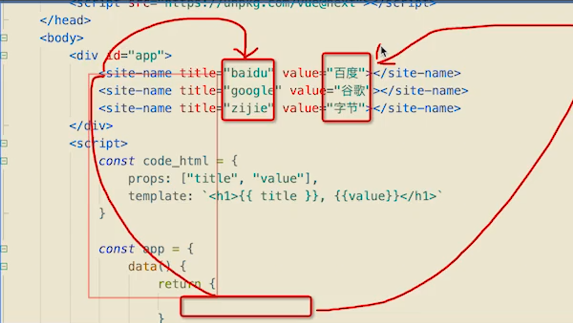 <script src="https://unpkg.com/vue@next"></script>
</head>
<body>
<div id="app">
<site-name title="baidu" value="百度"></site-name>
<site-name title="google" value="谷歌"></site-name>
<site-name title="zijie" value="字节"></site-name>
</div>
<script>
const code_html = {
props: ["title", "value"],
template: `<h1>{{ title }}, {{value}}</h1>`
}
const app = {
data() {
return {
}